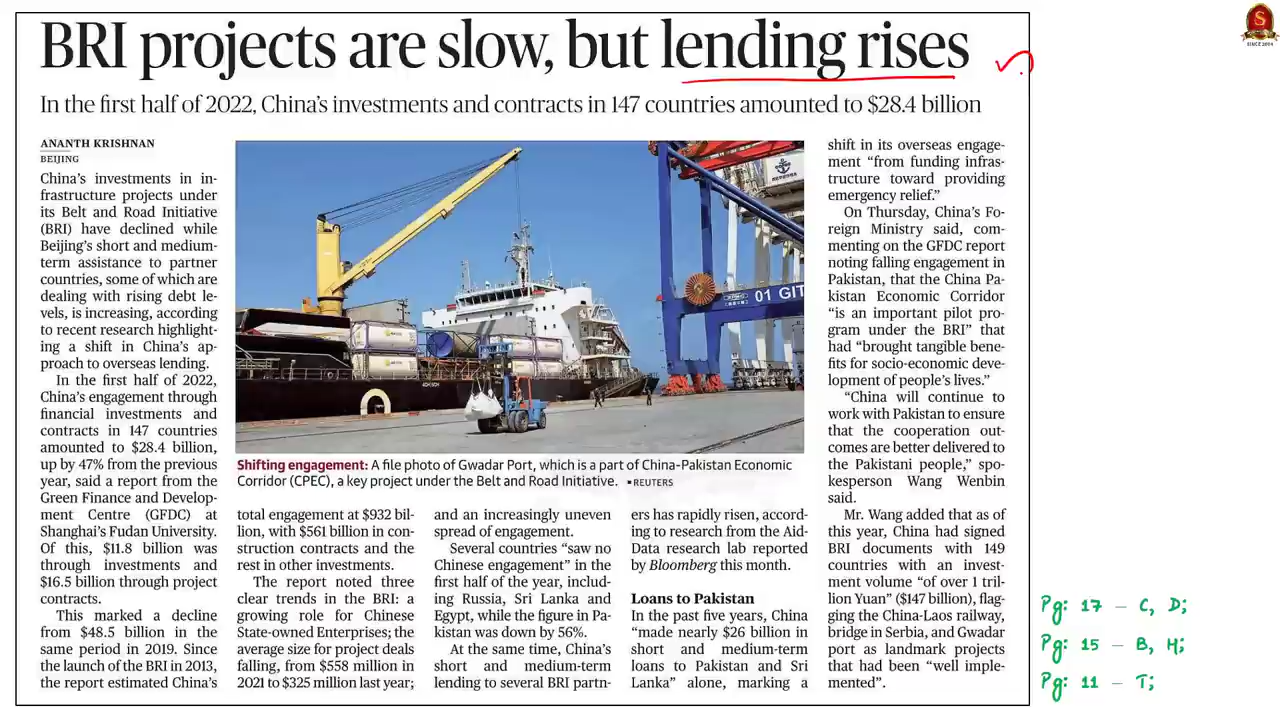 BRI projects are slow, but lending rises
In the first half of 2022, China's investments and contracts in 147 countries amounted to $28.4 billion
ANANTH KRISHNAN
BEIJING
China's investments in in-
frastructure projects under
its Belt and Road Initiative
(BRI) have declined while
Beijing's short and medium-
term assistance to partner
countries, some of which are
dealing with rising debt le-
vels, is increasing, according
to recent research highlight-
ing a shift in China's ap-
proach to overseas lending.
In the first half of 2022,
China's engagement through
financial investments and
contracts in 147 countries
amounted to $28.4 billion,
up by 47% from the previous
year, said a report from the
Green Finance and Develop-
ment Centre (GFDC) at
Shanghai's Fudan University.
Of this, $11.8 billion was
through investments and
$16.5 billion through project
contracts.
This marked a decline
from $48.5 billion in the
same period in 2019. Since
the launch of the BRI in 2013,
the report estimated China's
01 GIT
Shifting engagement: A file photo of Gwadar Port, which is a part of China-Pakistan Economic
Corridor (CPEC), a key project under the Belt and Road Initiative. ▪REUTERS
total engagement at $932 bil-
lion, with $561 billion in con-
struction contracts and the
rest in other investments.
The report noted three
clear trends in the BRI: a
growing role for Chinese
State-owned Enterprises; the
average size for project deals
falling, from $558 million in
2021 to $325 million last year;
and an increasingly uneven
spread of engagement.
Several countries "saw no
Chinese engagement" in the
first half of the year, includ-
ing Russia, Sri Lanka and
Egypt, while the figure in Pa-
kistan was down by 56%.
At the same time, China's
short and medium-term
lending to several BRI partn-
ers has rapidly risen, accord-
ing to research from the Aid-
Data research lab reported
by Bloomberg this month.
Loans to Pakistan
In the past five years, China
"made nearly $26 billion in
short and medium-term
loans to Pakistan and Sri
Lanka" alone, marking a
shift in its overseas engage-
ment "from funding infras-
tructure toward providing
emergency relief."
On Thursday, China's Fo-
reign Ministry said, com-
menting on the GFDC report
noting falling engagement in
Pakistan, that the China Pa-
kistan Economic Corridor
"is an important pilot pro-
gram under the BRI" that
had "brought tangible bene-
fits for socio-economic deve-
lopment of people's lives."
"China will continue to
work with Pakistan to ensure
that the cooperation out-
comes are better delivered to
the Pakistani people," spo-
kesperson Wang Wenbin
said.
Mr. Wang added that as of
this year, China had signed
BRI documents with 149
countries with an invest-
ment volume "of over 1 tril-
lion Yuan" ($147 billion), flag-
ging the China-Laos railway,
bridge in Serbia, and Gwadar
port as landmark projects
that had been "well imple-
mented".
S
SINCE 2004
Pg: 17 – C, D;
Pg: 15 – B, H;
Pg: 11 – T;